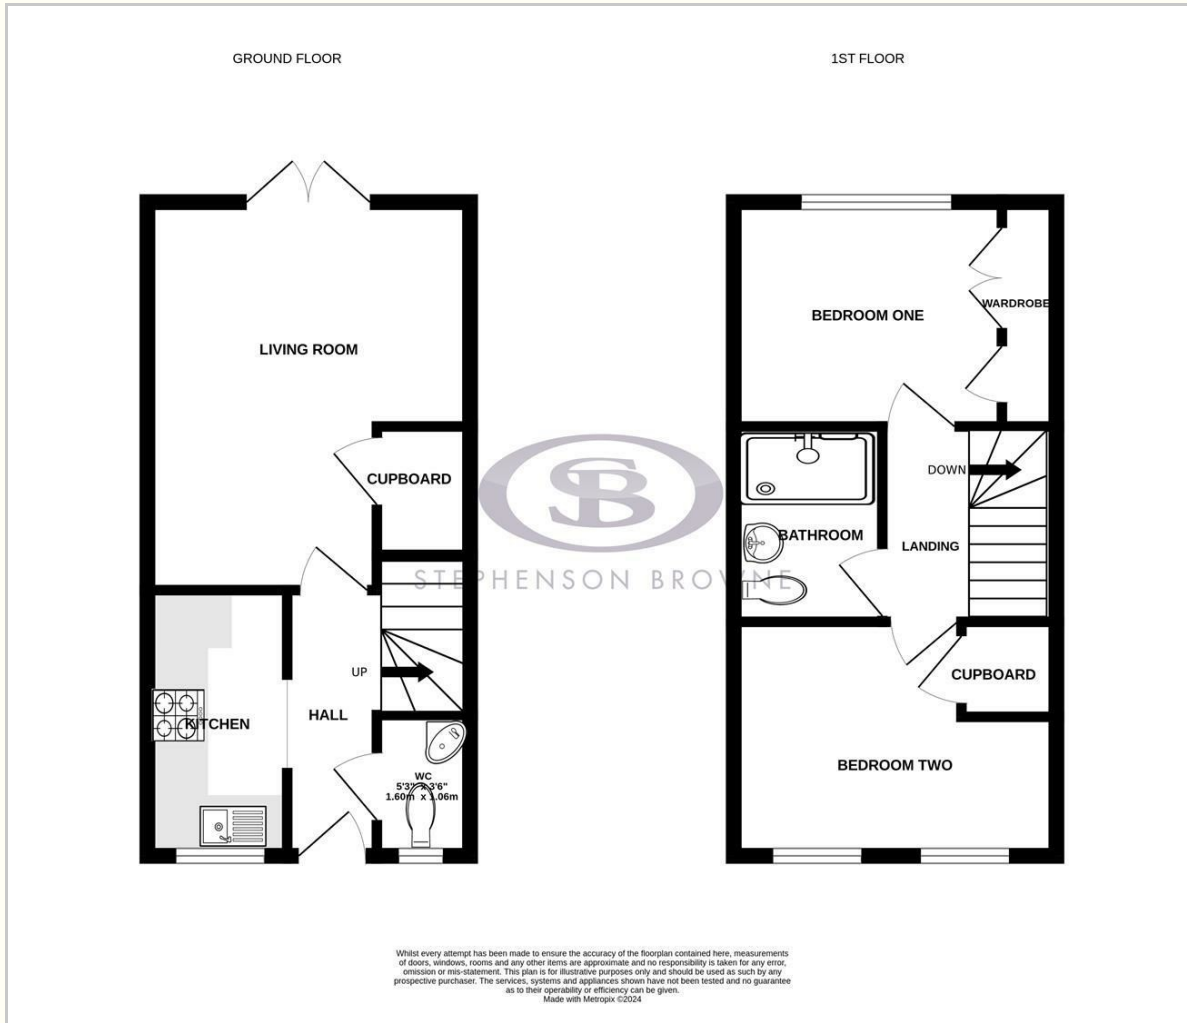 GROUND FLOOR
1ST FLOOR
LIVING ROOM
CUPBOARD
UP
KITCHEN
HALL
WC
5'3" x 3'6"
1.60m x 1.06m
BEDROOM ONE
WARDROBE
DOWN
BATHROOM
LANDING
CUPBOARD
BEDROOM TWO
SB
STEPHENSON BROWNE
Whilst every attempt has been made to ensure the accuracy of the floorplan contained here, measurements
of doors, windows, rooms and any other items are approximate and no responsibility is taken for any error,
omission or mis-statement. This plan is for illustrative purposes only and should be used as such by any
prospective purchaser. The services, systems and appliances shown have not been tested and no guarantee
as to their operability or efficiency can be given.
Made with Metropix ©2024